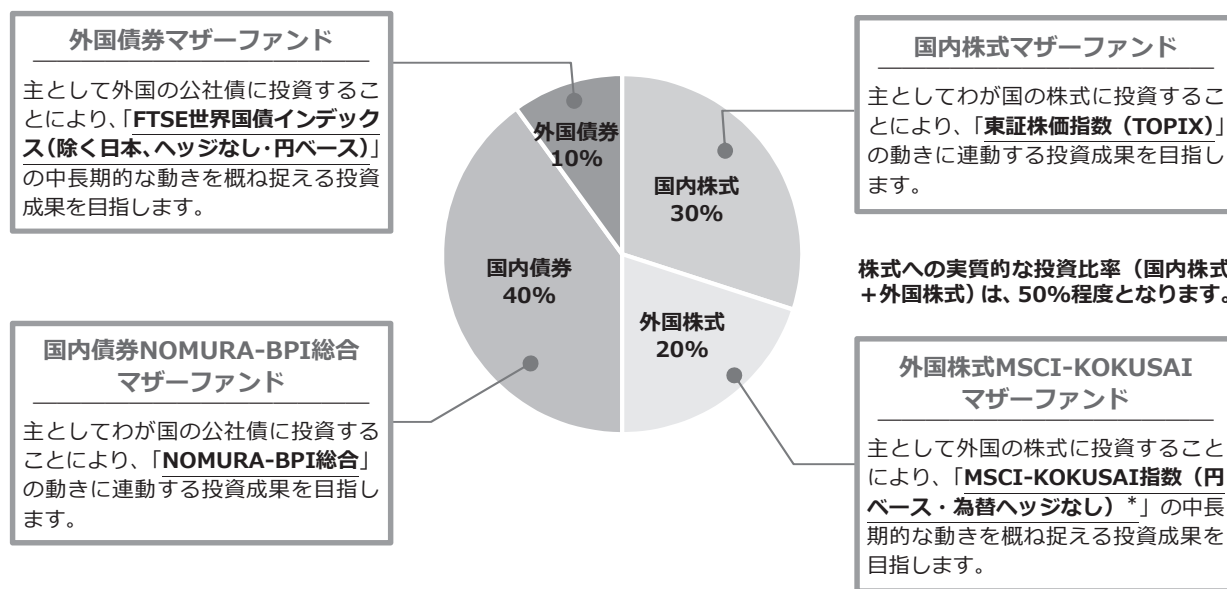 外国債券マザーファンド
主として外国の公社債に投資するこ
とにより、「FTSE世界国債インデック
ス(除く日本、ヘッジなし・円ベース)」
の中長期的な動きを概ね捉える投資
成果を目指します。
国内債券NOMURA-BPI総合
マザーファンド
主としてわが国の公社債に投資する
ことにより、「NOMURA-BPI総合」
の動きに連動する投資成果を目指し
ます。
外国債券
10%
国内株式
30%
国内債券
40%
外国株式
20%
国内株式マザーファンド
主としてわが国の株式に投資するこ
とにより、「東証株価指数（TOPIX）」
の動きに連動する投資成果を目指し
ます。
株式への実質的な投資比率（国内株式
＋外国株式）は、50%程度となります。
外国株式MSCI-KOKUSAI
マザーファンド
主として外国の株式に投資すること
により、「MSCI-KOKUSAI指数（円
ベース・為替ヘッジなし）*」の中長
期的な動きを概ね捉える投資成果を
目指します。